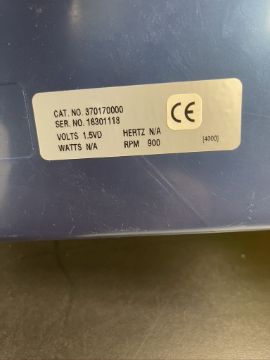 CAT. NO. 370170000
SER. NO. 16301118
VOLTS 1.5VD HERTZ N/A
WATTS N/A RPM 900 [4000]
CE